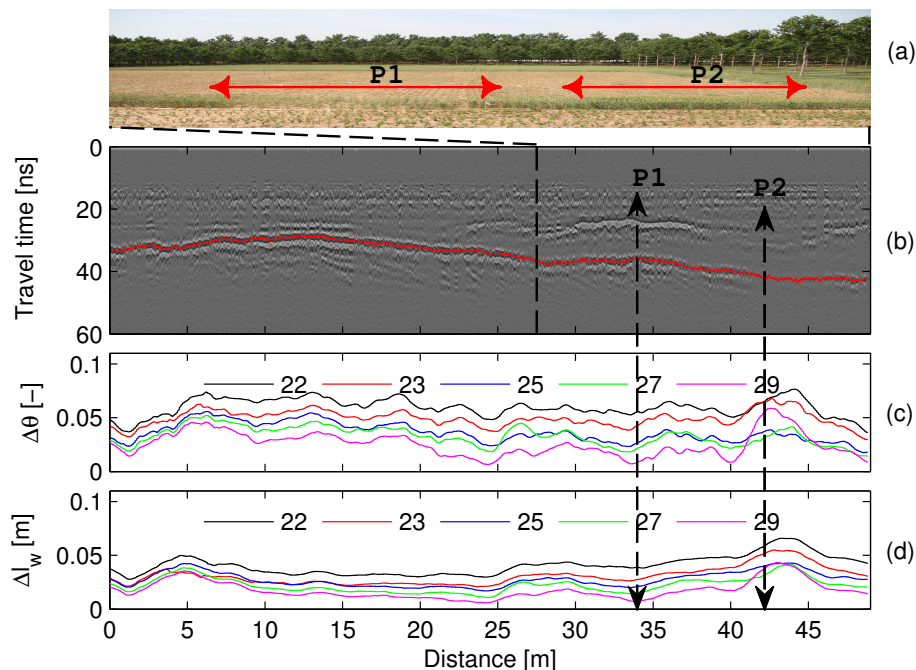 P1 P2 (a)
0
20
40
60
Travel time [ns]
P1
P2
(b)
0.1
0.05
0
Δθ [–]
22 23 25 27 29
(c)
0.1
0.05
0
ΔI_w [m]
22 23 25 27 29
(d)
0 5 10 15 20 25 30 35 40 45
Distance [m]